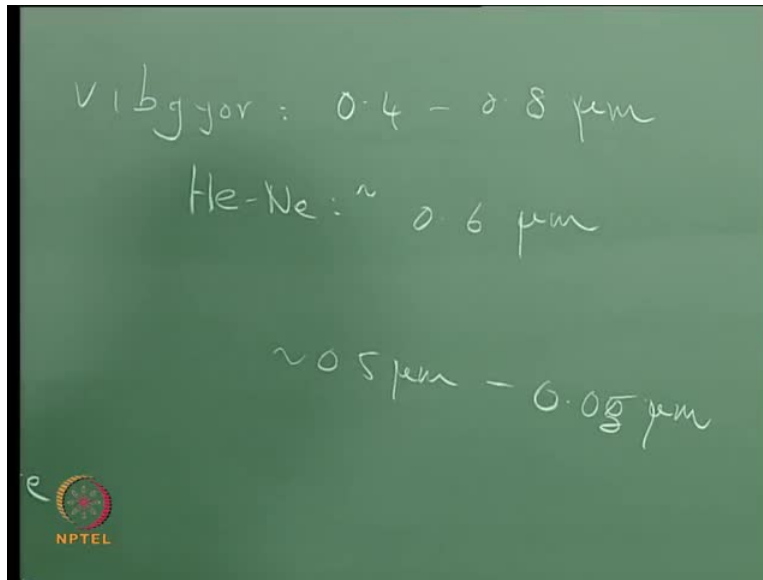 vibgyor : 0.4 - 0.8 μm
He-Ne : ~ 0.6 μm
~ 0.5 μm - 0.05 μm
e
NPTEL